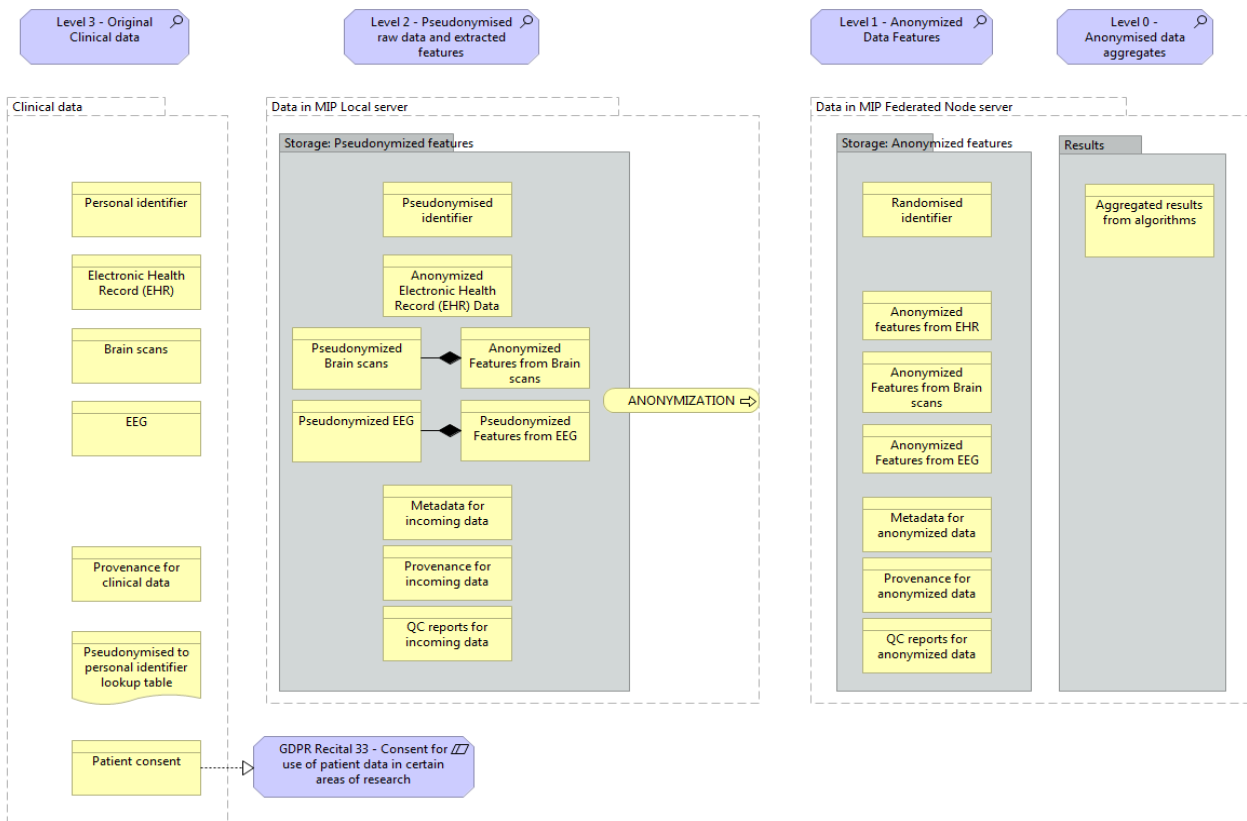 Level 3 - Original
Clinical data
Level 2 - Pseudonymised
raw data and extracted
features
Level 1 - Anonymized
Data Features
Level 0 -
Anonymised data
aggregates
Clinical data
Personal identifier
Electronic Health
Record (EHR)
Brain scans
EEG
Provenance for
clinical data
Pseudonymised to
personal identifier
lookup table
Patient consent
GDPR Recital 33 - Consent for
use of patient data in certain
areas of research
Data in MIP Local server
Storage: Pseudonymized features
Pseudonymised
identifier
Anonymized
Electronic Health
Record (EHR) Data
Pseudonymized
Brain scans
Anonymized
Features from Brain
scans
Pseudonymized EEG
Pseudonymized
Features from EEG
Metadata for
incoming data
Provenance for
incoming data
QC reports for
incoming data
ANONYMIZATION
Data in MIP Federated Node server
Storage: Anonymized features
Randomised
identifier
Anonymized
features from EHR
Anonymized
Features from Brain
scans
Anonymized
Features from EEG
Metadata for
anonymized data
Provenance for
anonymized data
QC reports for
anonymized data
Results
Aggregated results
from algorithms